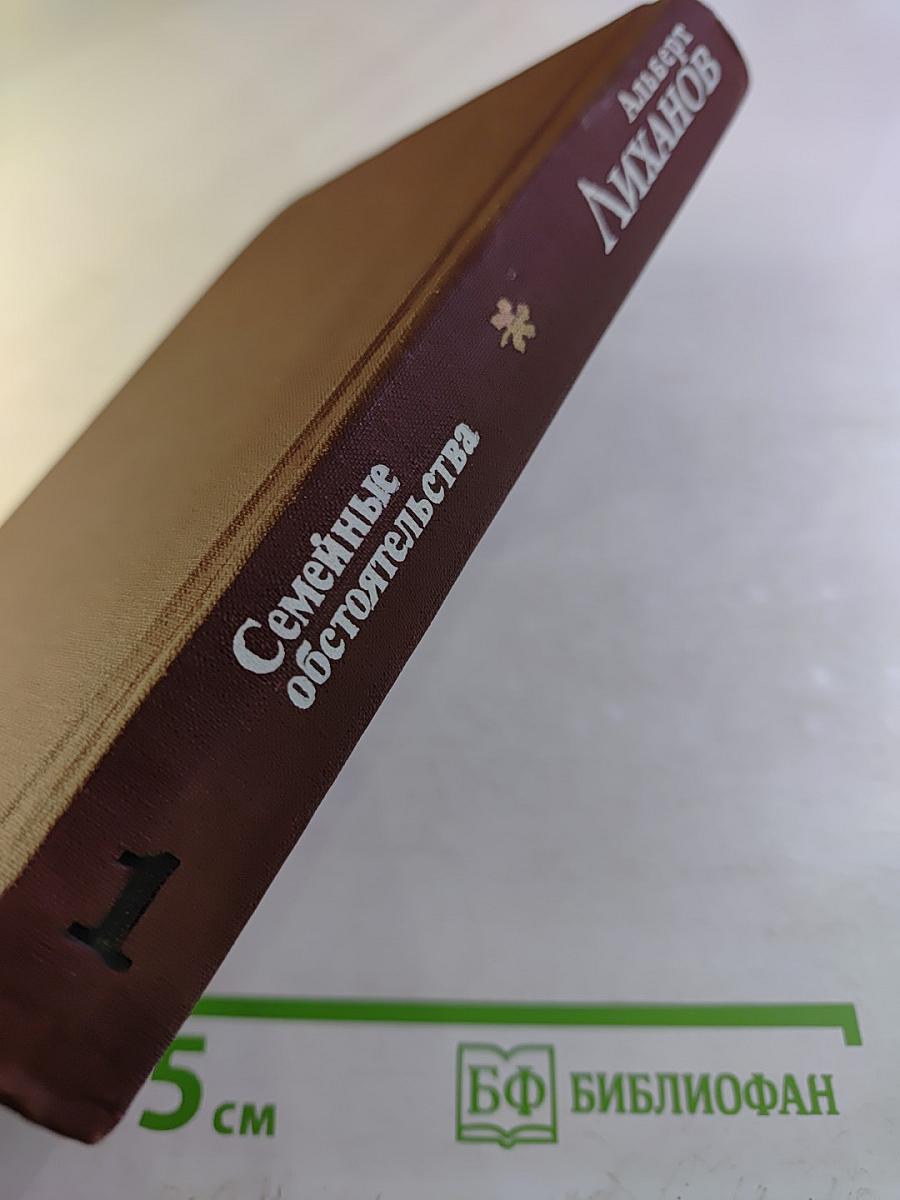 Альберт
Лиханов
Семейные
обстоятельства
1
5 см
БФ БИБЛИОФАН